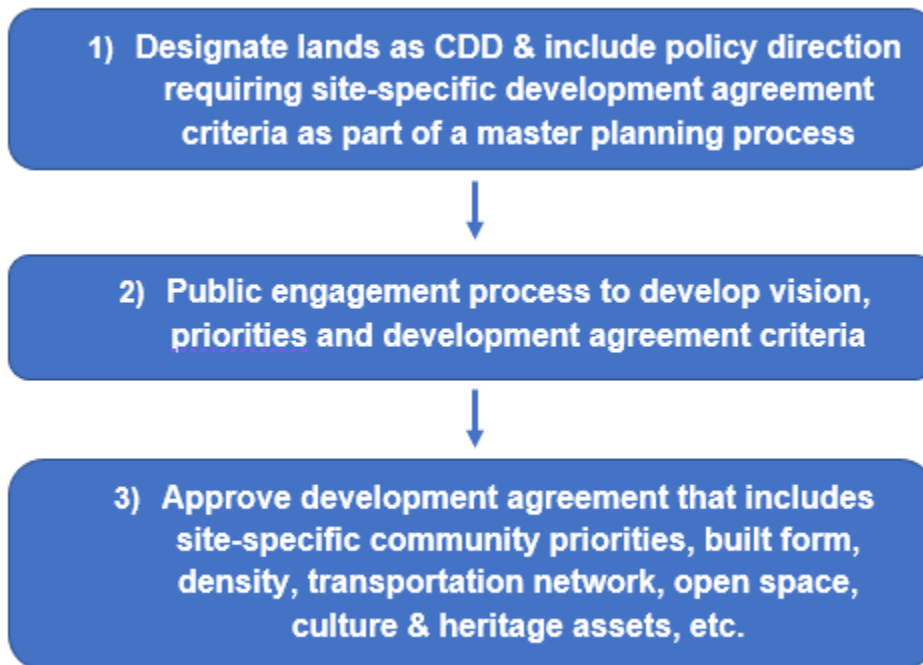 1) Designate lands as CDD & include policy direction
requiring site-specific development agreement
criteria as part of a master planning process
2) Public engagement process to develop vision,
priorities and development agreement criteria
3) Approve development agreement that includes
site-specific community priorities, built form,
density, transportation network, open space,
culture & heritage assets, etc.